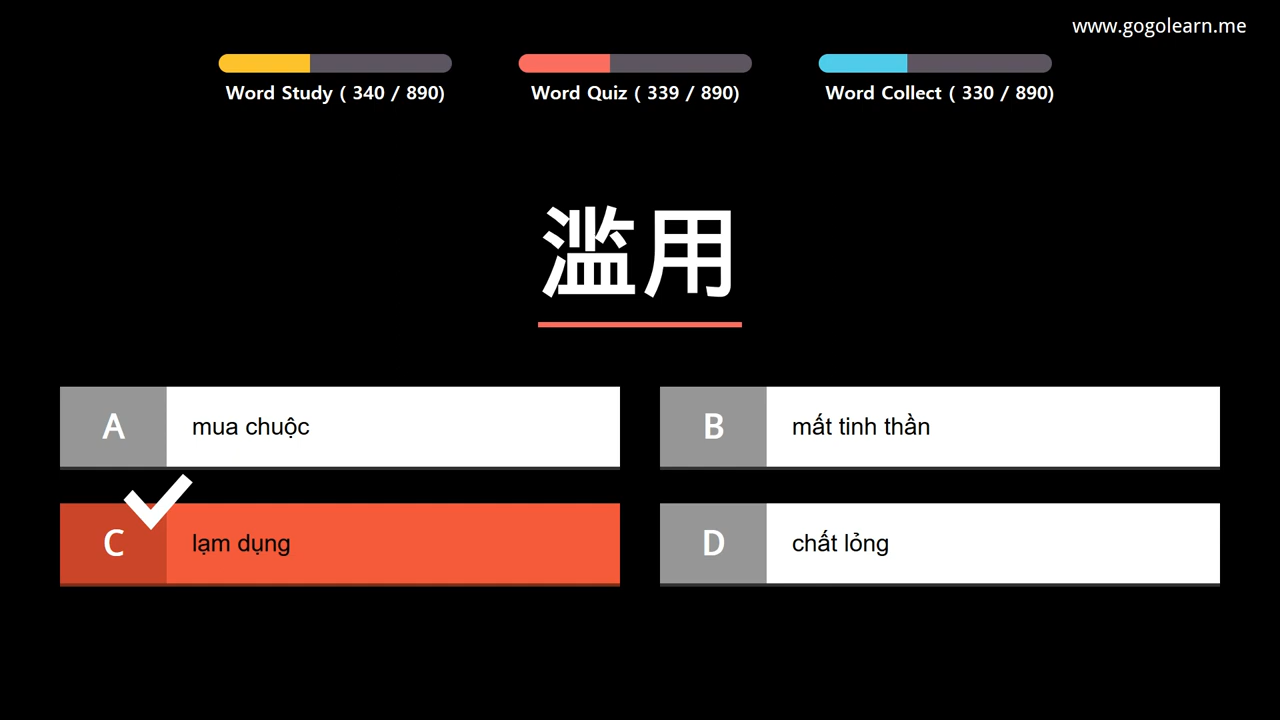 www.gogolearn.me
Word Study ( 340 / 890)
Word Quiz ( 339 / 890)
Word Collect ( 330 / 890)
滥用
A
mua chuộc
B
mất tinh thần
C
lạm dụng
D
chất lỏng